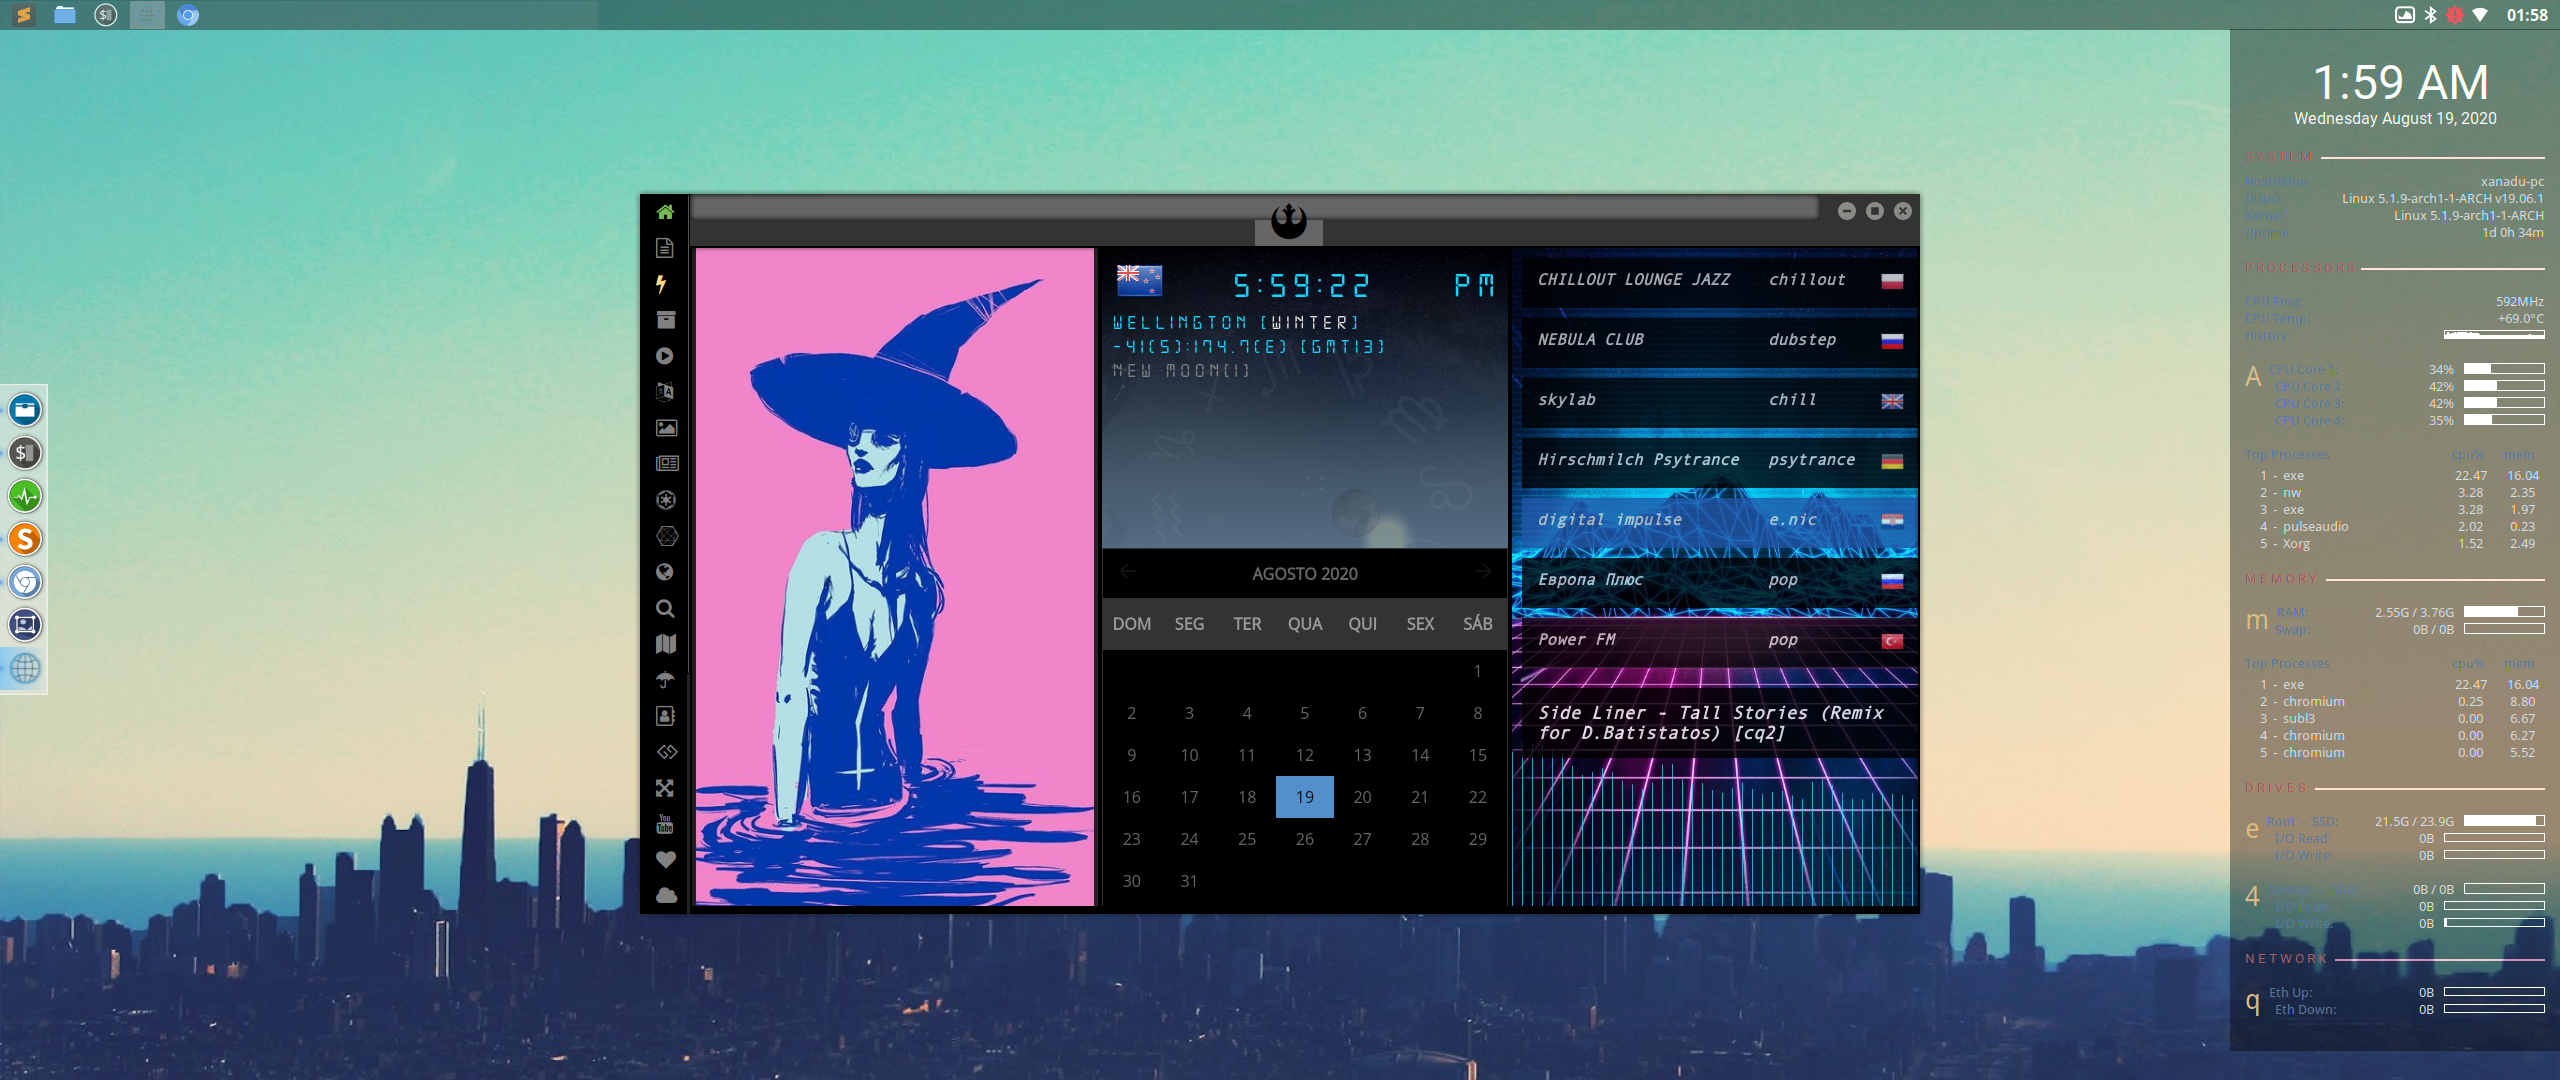 01:58
1:59 AM
Wednesday August 19, 2020
SYSTEM
Hostname: xanadu-pc
Distro: Linux 5.1.9-arch1-1-ARCH v19.06.1
Kernel: Linux 5.1.9-arch1-1-ARCH
Uptime: 1d 0h 34m
PROCESSORS
CPU Freq: 592MHz
CPU Temp: +69.0°C
History:
A CPU Core 1: 34%
CPU Core 2: 42%
CPU Core 3: 42%
CPU Core 4: 35%
Top Processes cpu% mem
1 - exe 22.47 16.04
2 - nw 3.28 2.35
3 - exe 3.28 1.97
4 - pulseaudio 2.02 0.23
5 - Xorg 1.52 2.49
MEMORY
m RAM: 2.55G / 3.76G
Swap: 0B / 0B
Top Processes cpu% mem
1 - exe 22.47 16.04
2 - chromium 0.25 8.80
3 - subl3 0.00 6.67
4 - chromium 0.00 6.27
5 - chromium 0.00 5.52
DRIVES
e Root - SSD: 21.5G / 23.9G
I/O Read: 0B
I/O Write: 0B
4 0B / 0B
I/O Read: 0B
I/O Write: 0B
NETWORK
q Eth Up: 0B
Eth Down: 0B
You
Tube
5:59:22 PM
WELLINGTON [WINTER]
-41(S):174.7(E) [GMT13]
NEW MOON(1)
AGOSTO 2020
DOM SEG TER QUA QUI SEX SÁB
1
2 3 4 5 6 7 8
9 10 11 12 13 14 15
16 17 18 19 20 21 22
23 24 25 26 27 28 29
30 31
CHILLOUT LOUNGE JAZZ chillout
NEBULA CLUB dubstep
skylab chill
Hirschmilch Psytrance psytrance
digital impulse e.nic
Европа Плюс pop
Power FM pop
Side Liner - Tall Stories (Remix
for D.Batistatos) [cq2]